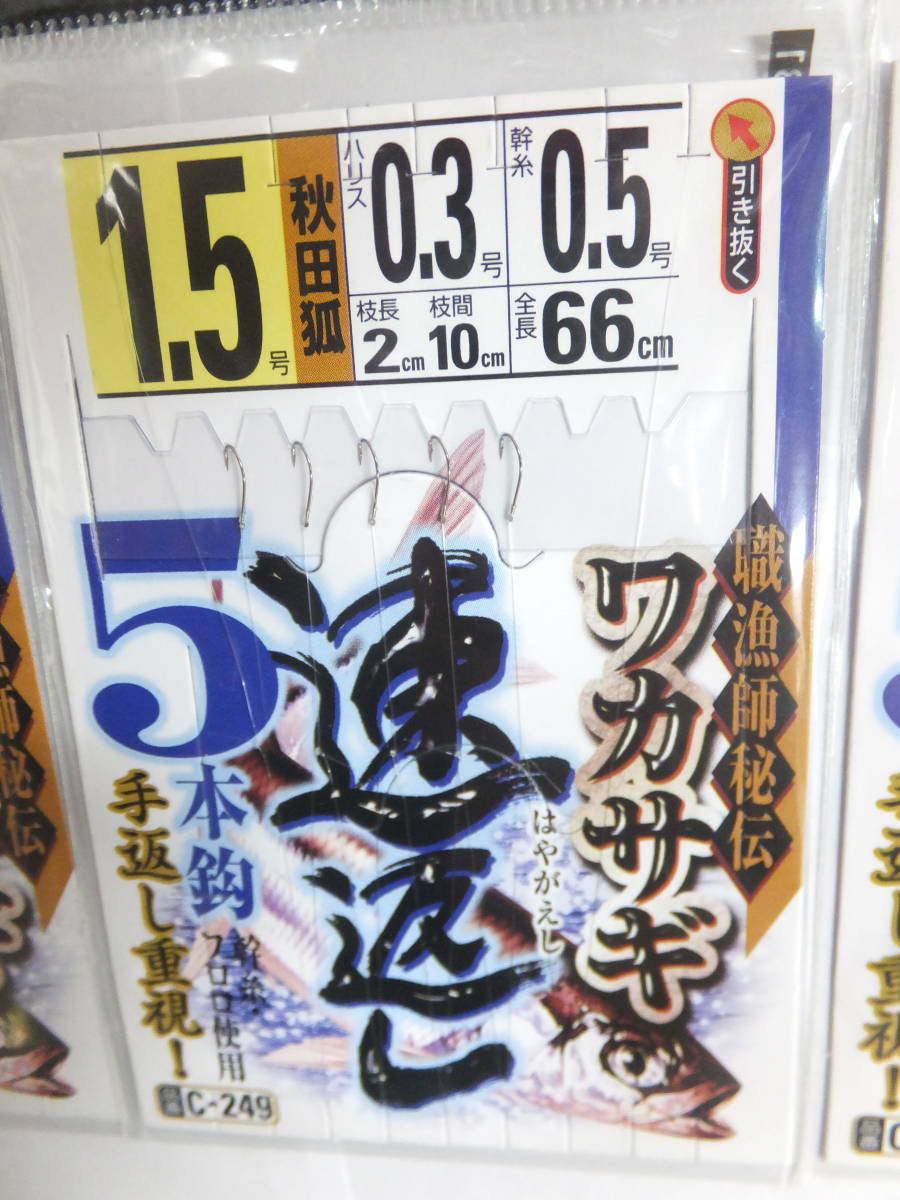 1.5号
秋田狐
ハリス
0.3号
幹糸
0.5号
枝長
2cm
枝間
10cm
全長
66cm
引き抜く
職漁師秘伝
ワカサギ
速返し
はやがえし
5本鈎
手返し重視！
幹糸・
フロロ使用
品番 C-249